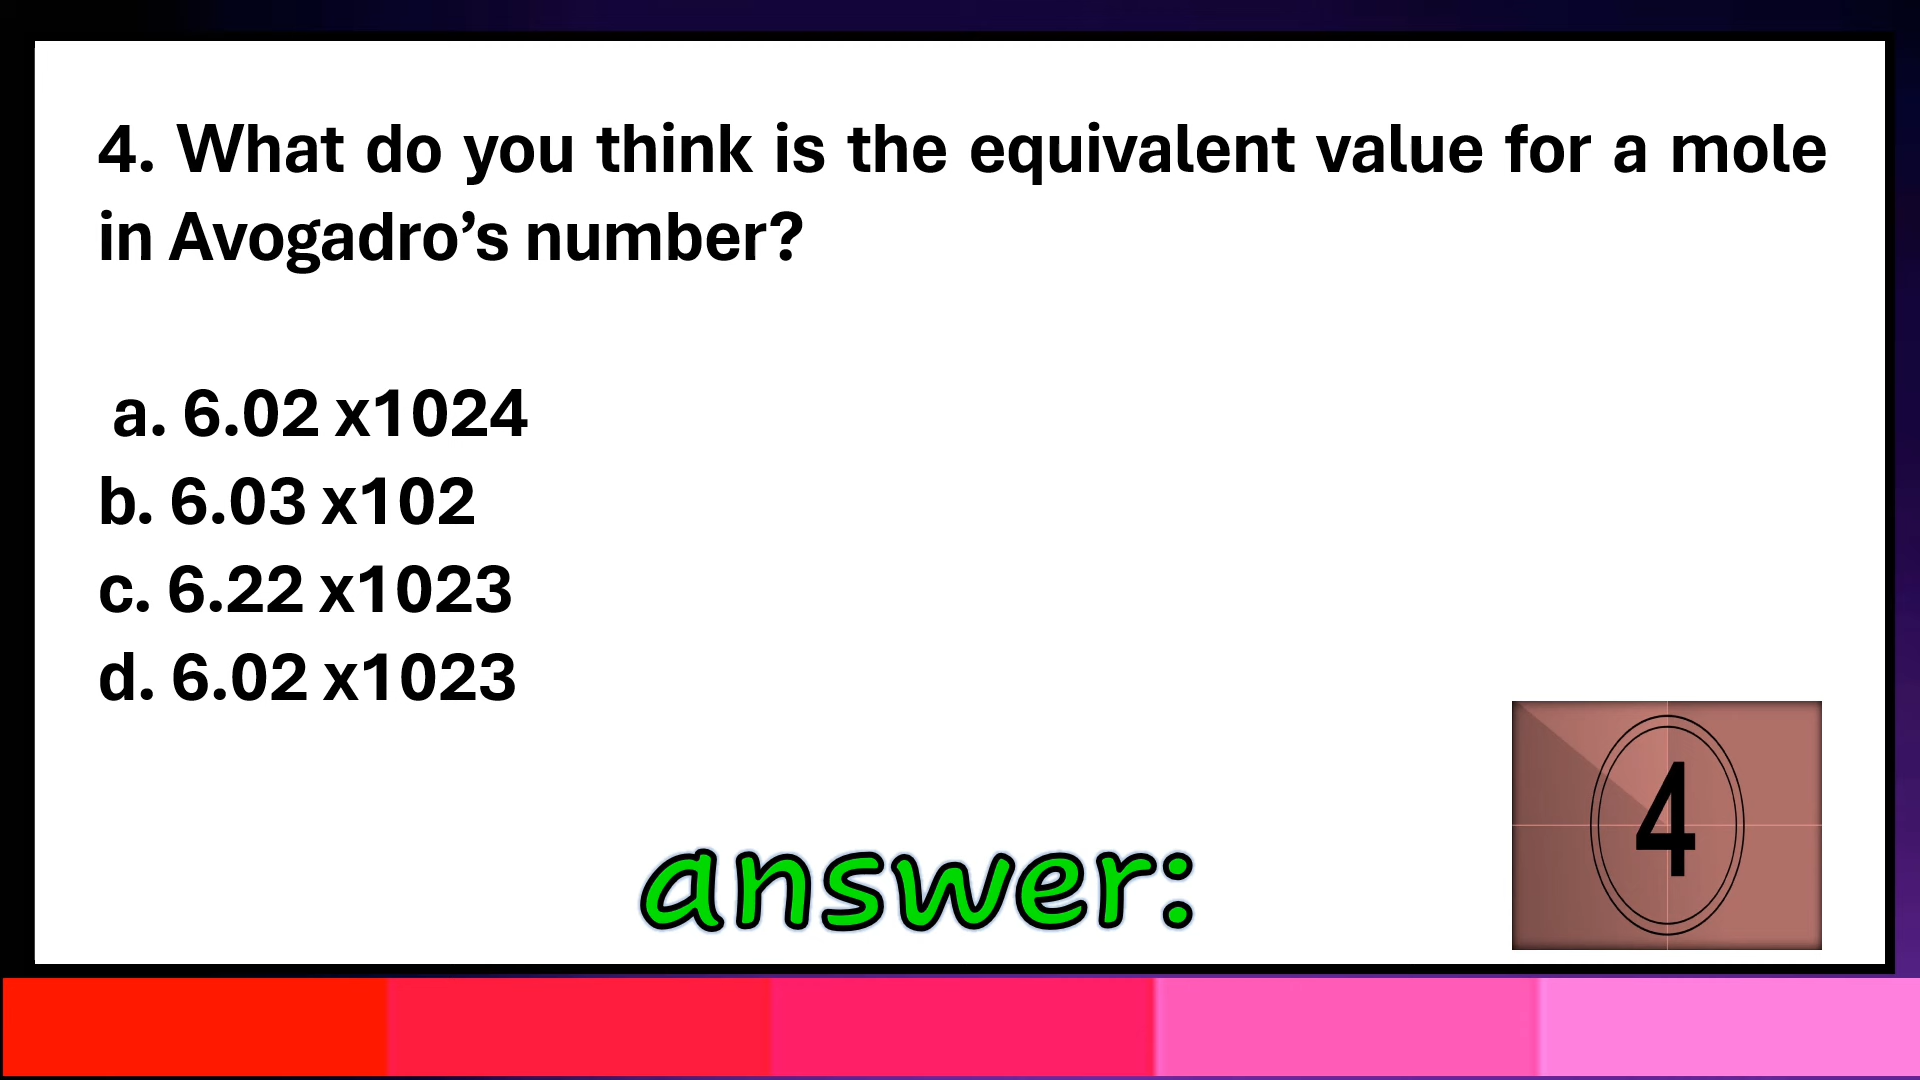 4. What do you think is the equivalent value for a mole
in Avogadro’s number?
a. 6.02 x1024
b. 6.03 x102
c. 6.22 x1023
d. 6.02 x1023
4
answer: